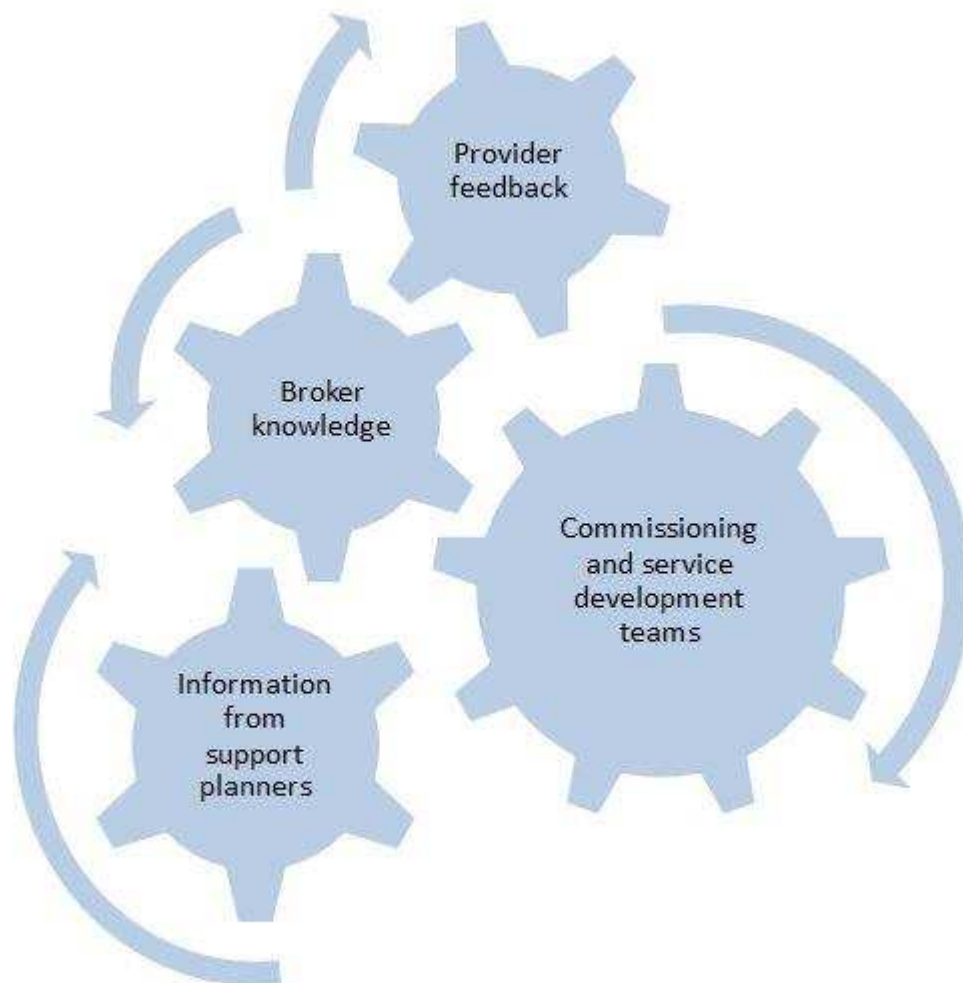 Provider
feedback
Broker
knowledge
Commissioning
and service
development
teams
Information
from
support
planners